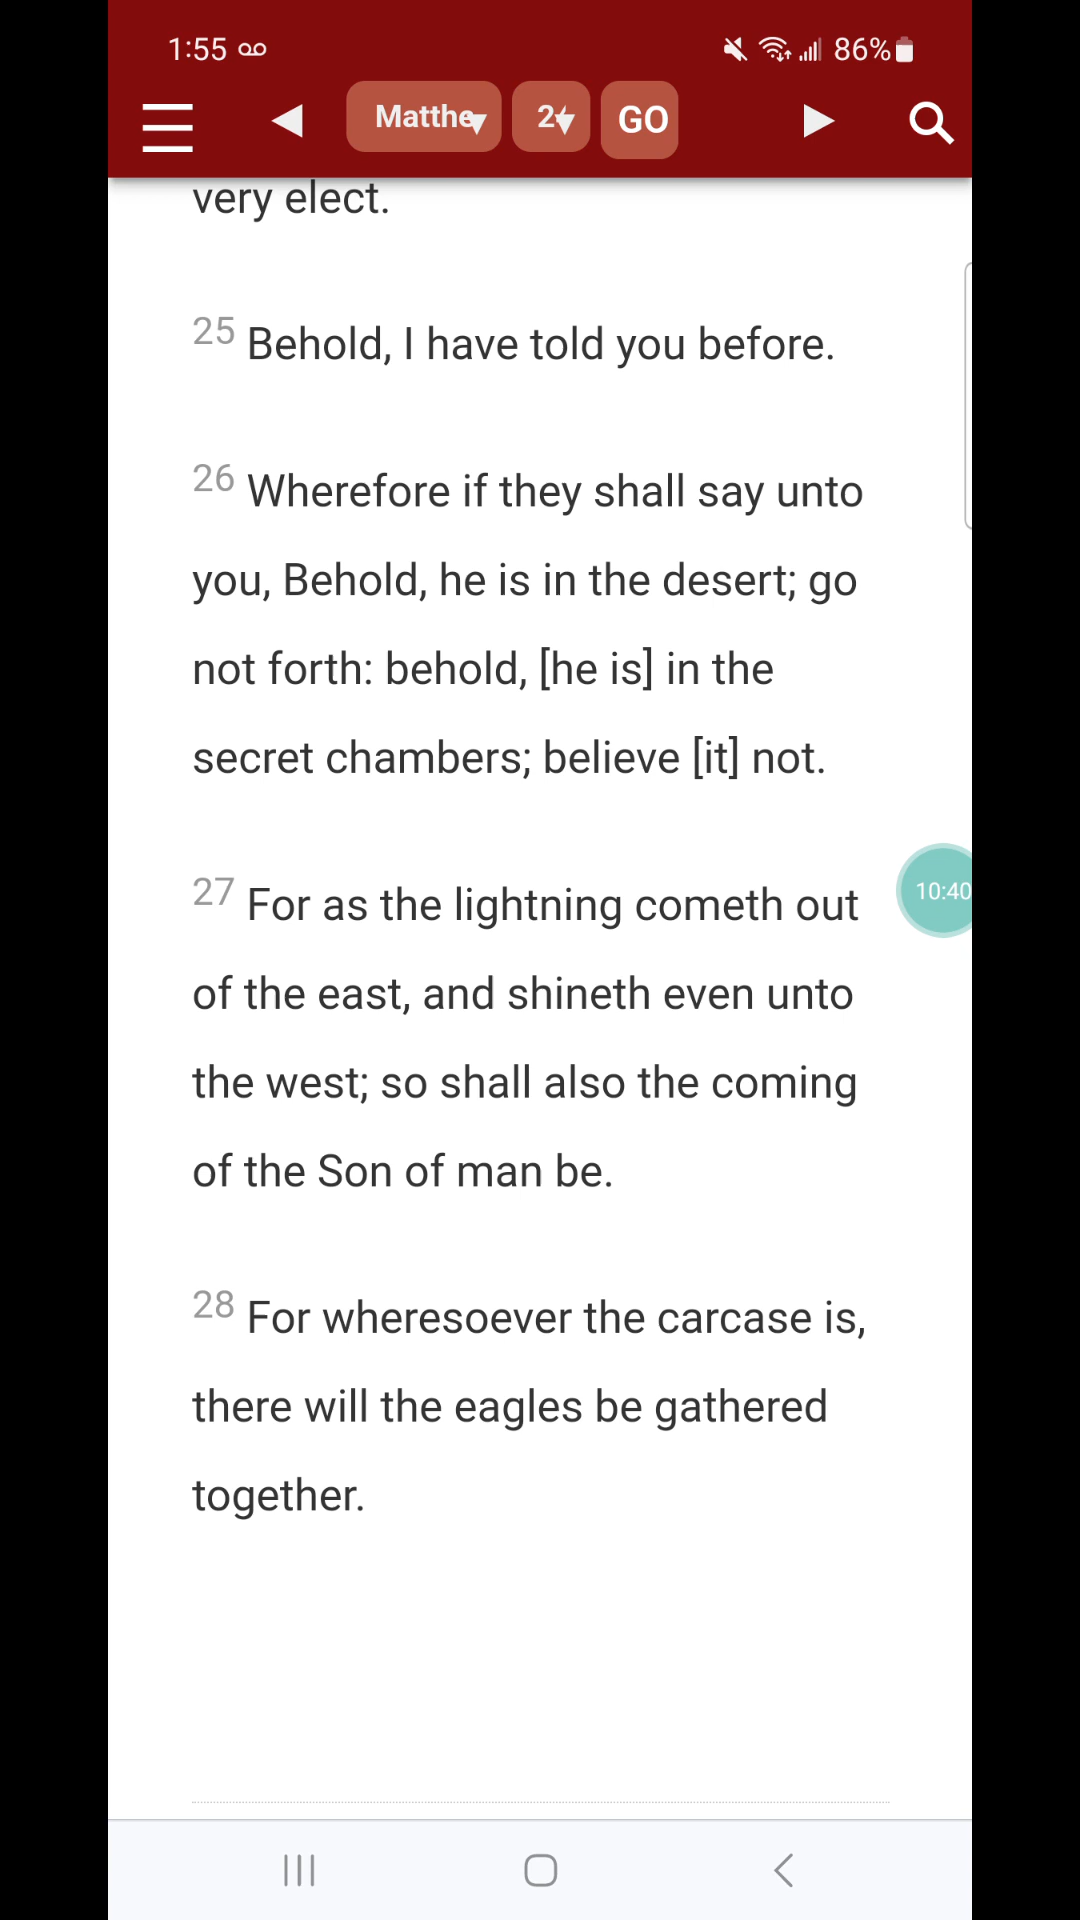 1:55
86%
Matthe
GO
very elect.
25 Behold, I have told you before.
26 Wherefore if they shall say unto
you, Behold, he is in the desert; go
not forth: behold, [he is] in the
secret chambers; believe [it] not.
27 For as the lightning cometh out
of the east, and shineth even unto
the west; so shall also the coming
of the Son of man be.
28 For wheresoever the carcase is,
there will the eagles be gathered
together.
10:40